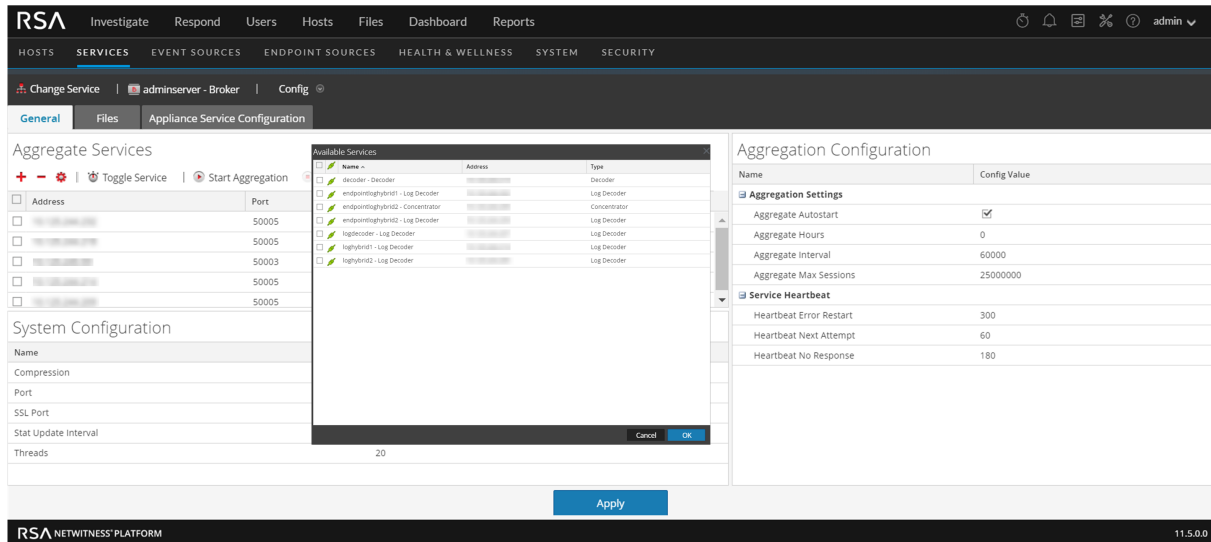 RSA Investigate Respond Users Hosts Files Dashboard Reports admin
HOSTS SERVICES EVENT SOURCES ENDPOINT SOURCES HEALTH & WELLNESS SYSTEM SECURITY
Change Service | adminserver - Broker | Config
General Files Appliance Service Configuration
Aggregate Services
Toggle Service | Start Aggregation
Address Port
50005
50005
50003
50005
50005
System Configuration
Name
Compression
Port
SSL Port
Stat Update Interval
Threads 20
Available Services
Name Address Type
decoder - Decoder Decoder
endpointloghybrid1 - Log Decoder Log Decoder
endpointloghybrid2 - Concentrator Concentrator
endpointloghybrid2 - Log Decoder Log Decoder
logdecoder - Log Decoder Log Decoder
loghybrid1 - Log Decoder Log Decoder
loghybrid2 - Log Decoder Log Decoder
Cancel OK
Aggregation Configuration
Name Config Value
Aggregation Settings
Aggregate Autostart
Aggregate Hours 0
Aggregate Interval 60000
Aggregate Max Sessions 25000000
Service Heartbeat
Heartbeat Error Restart 300
Heartbeat Next Attempt 60
Heartbeat No Response 180
Apply
RSA NETWITNESS® PLATFORM 11.5.0.0